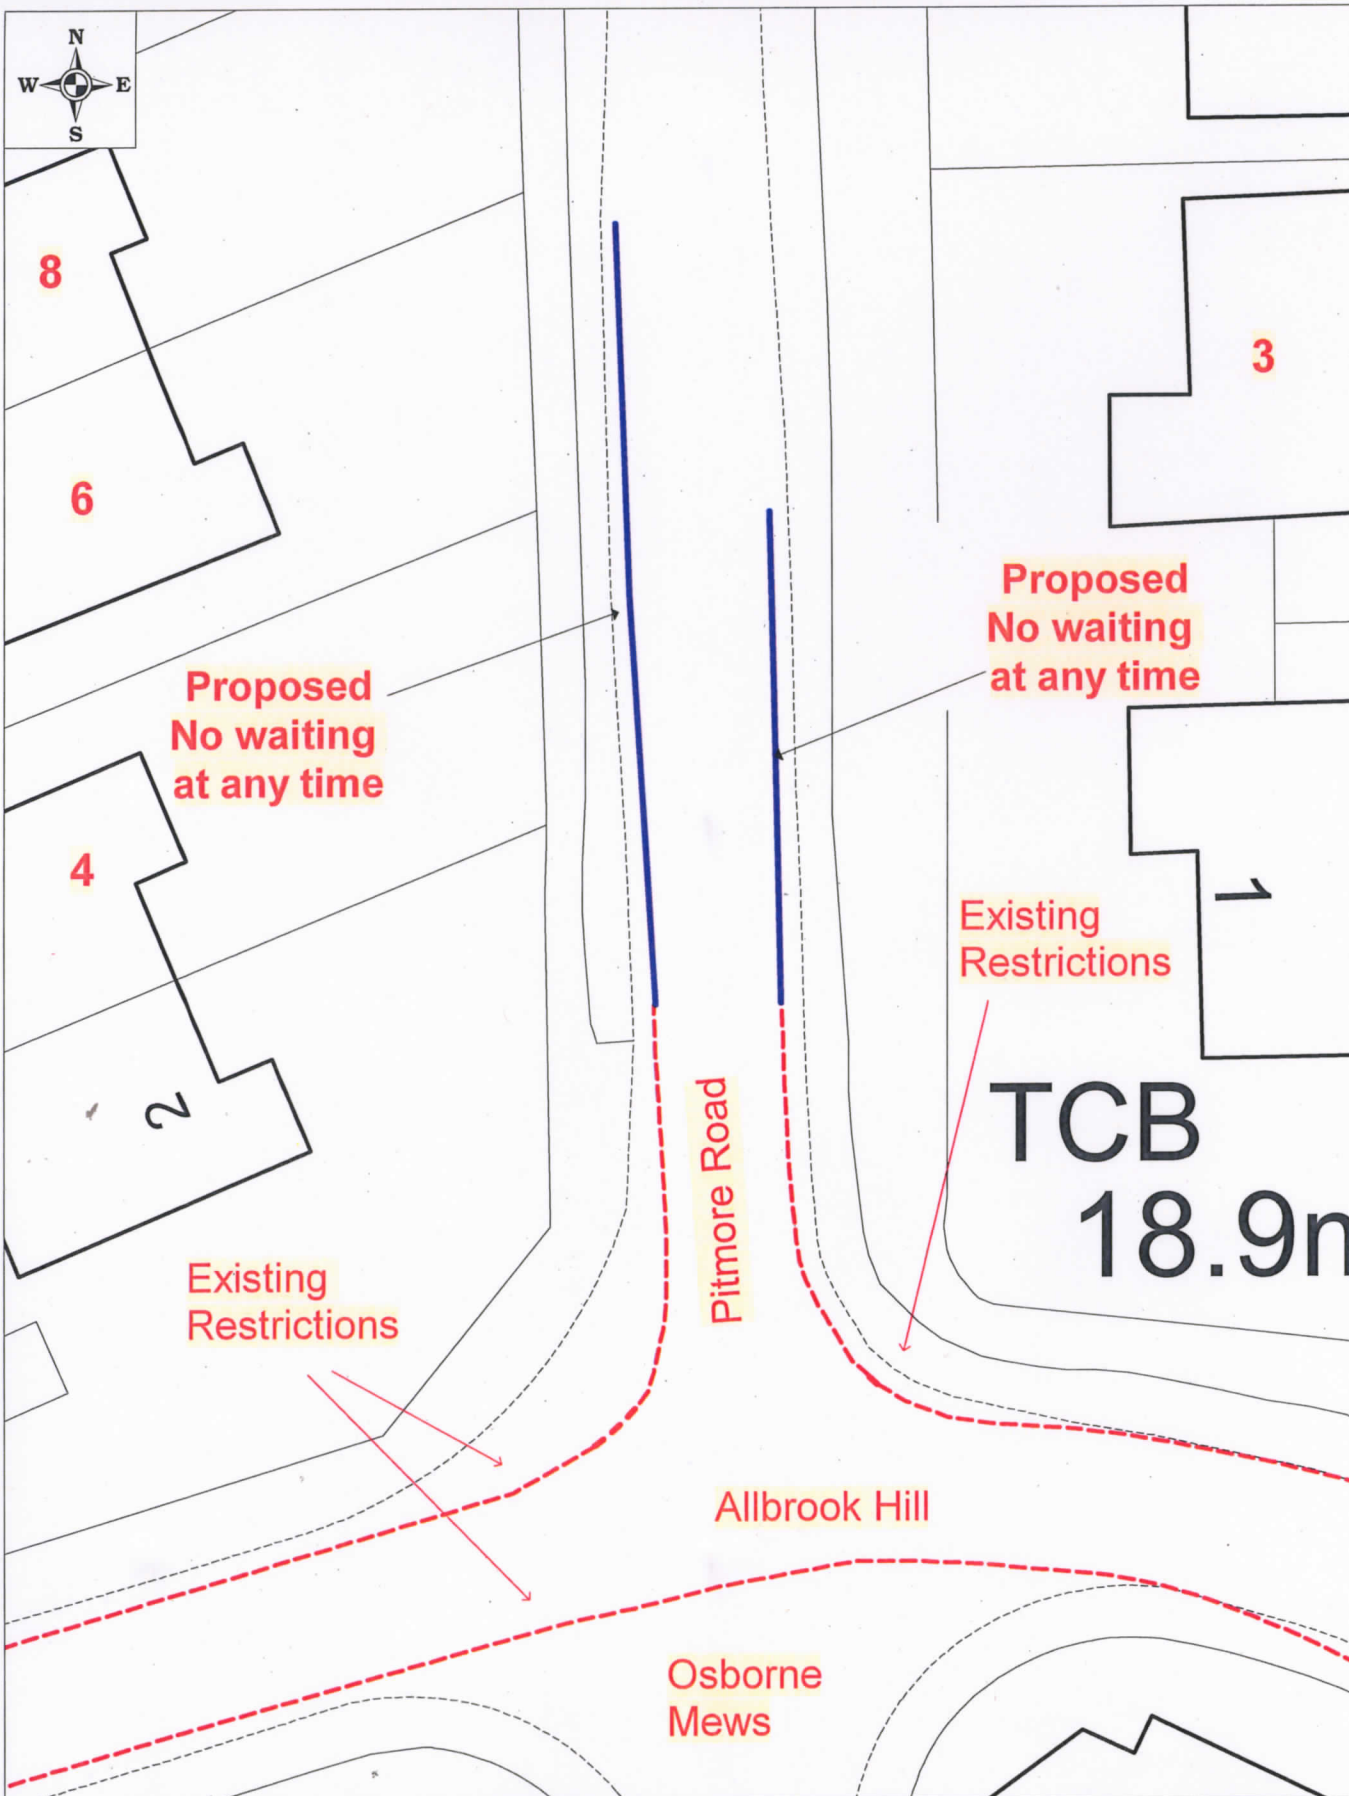 N
W E
S
8
3
6
Proposed
No waiting
at any time
Proposed
No waiting
at any time
4
1
Existing
Restrictions
2
TCB
18.9
Pitmore Road
Existing
Restrictions
Allbrook Hill
Osborne
Mews